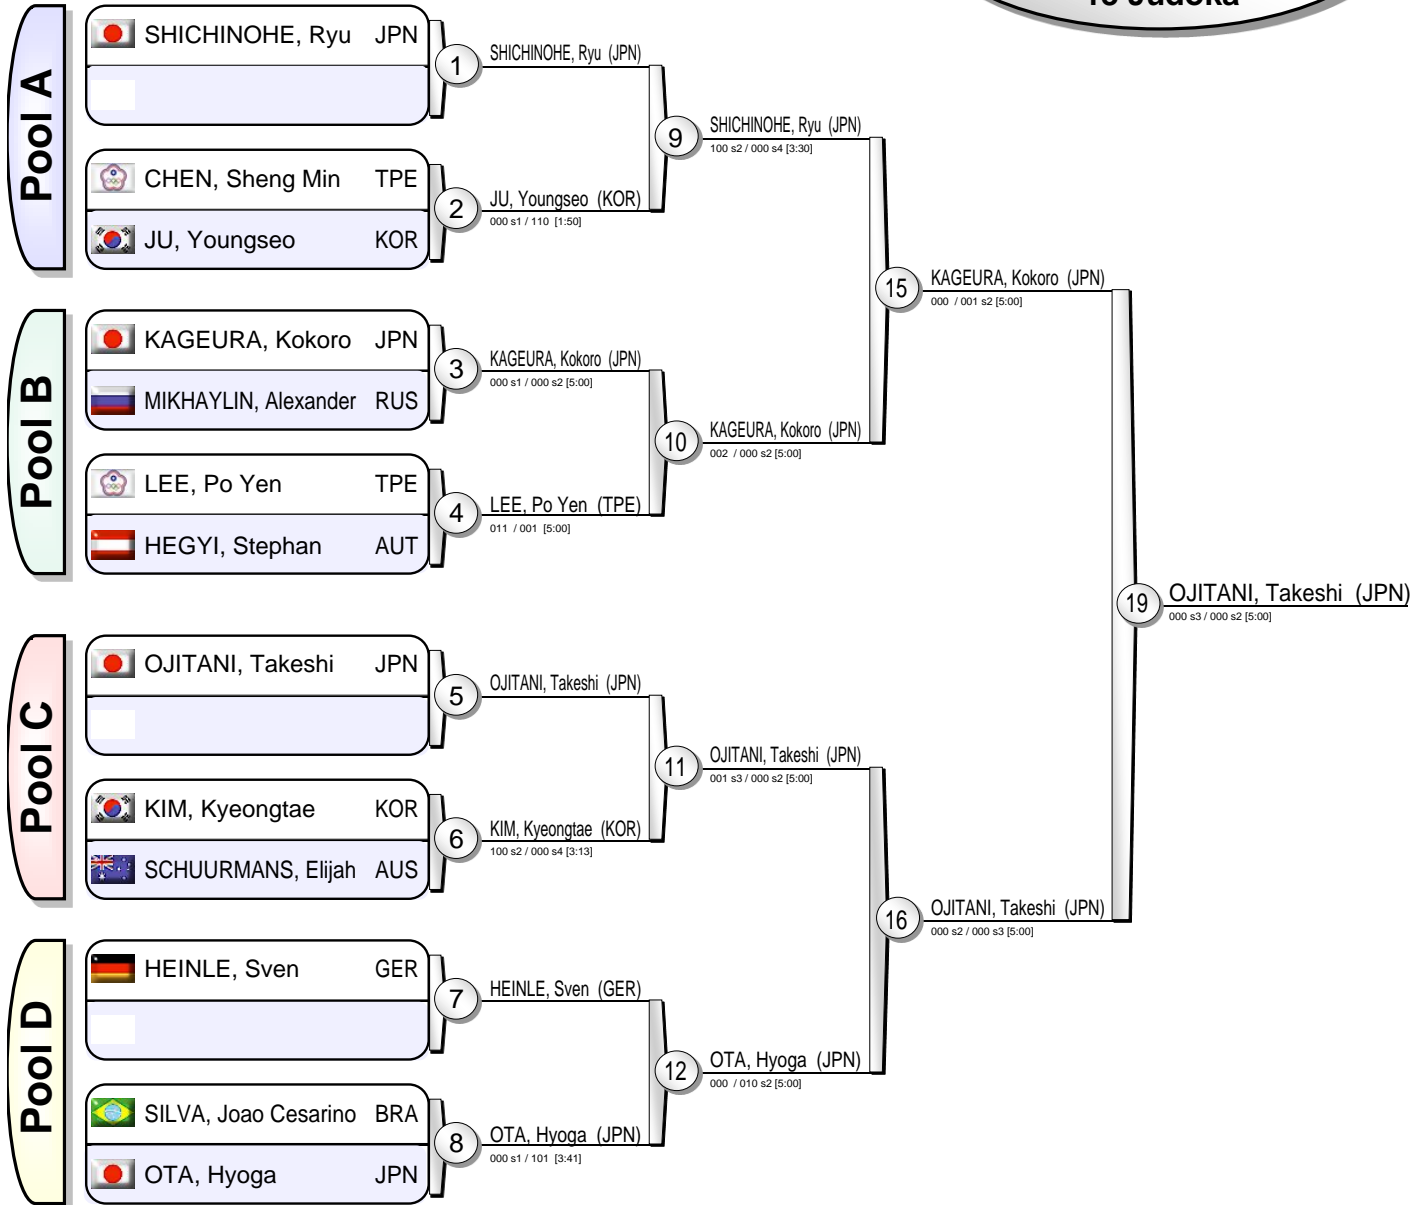 13 Judoka
Pool A
SHICHINOHE, Ryu JPN
1
SHICHINOHE, Ryu (JPN)
9
SHICHINOHE, Ryu (JPN)
100 s2 / 000 s4 [3:30]
CHEN, Sheng Min TPE
JU, Youngseo KOR
2
JU, Youngseo (KOR)
000 s1 / 110 [1:50]
15
KAGEURA, Kokoro (JPN)
000 / 001 s2 [5:00]
Pool B
KAGEURA, Kokoro JPN
MIKHAYLIN, Alexander RUS
3
KAGEURA, Kokoro (JPN)
000 s1 / 000 s2 [5:00]
10
KAGEURA, Kokoro (JPN)
002 / 000 s2 [5:00]
LEE, Po Yen TPE
HEGYI, Stephan AUT
4
LEE, Po Yen (TPE)
011 / 001 [5:00]
19
OJITANI, Takeshi (JPN)
000 s3 / 000 s2 [5:00]
Pool C
OJITANI, Takeshi JPN
5
OJITANI, Takeshi (JPN)
11
OJITANI, Takeshi (JPN)
001 s3 / 000 s2 [5:00]
KIM, Kyeongtae KOR
SCHUURMANS, Elijah AUS
6
KIM, Kyeongtae (KOR)
100 s2 / 000 s4 [3:13]
16
OJITANI, Takeshi (JPN)
000 s2 / 000 s3 [5:00]
Pool D
HEINLE, Sven GER
7
HEINLE, Sven (GER)
12
OTA, Hyoga (JPN)
000 / 010 s2 [5:00]
SILVA, Joao Cesarino BRA
OTA, Hyoga JPN
8
OTA, Hyoga (JPN)
000 s1 / 101 [3:41]